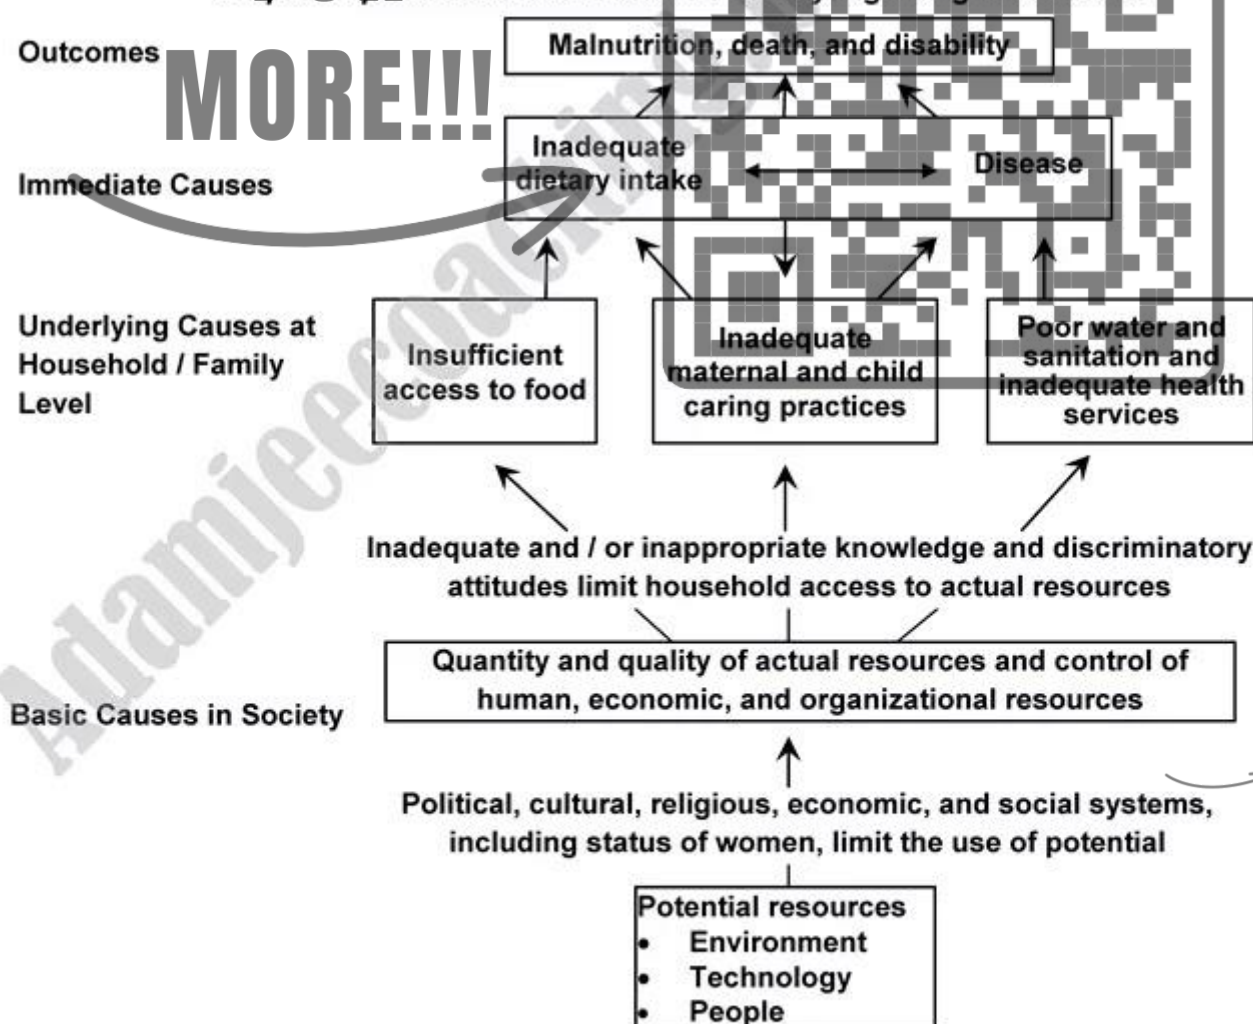 Outcomes
MORE!!!
Malnutrition, death, and disability
Immediate Causes
Inadequate
dietary intake
Disease
Underlying Causes at
Household / Family
Level
Insufficient
access to food
Inadequate
maternal and child
caring practices
Poor water and
sanitation and
inadequate health
services
Inadequate and / or inappropriate knowledge and discriminatory
attitudes limit household access to actual resources
Basic Causes in Society
Quantity and quality of actual resources and control of
human, economic, and organizational resources
Political, cultural, religious, economic, and social systems,
including status of women, limit the use of potential
Potential resources
• Environment
• Technology
• People
Adamjeecoaching